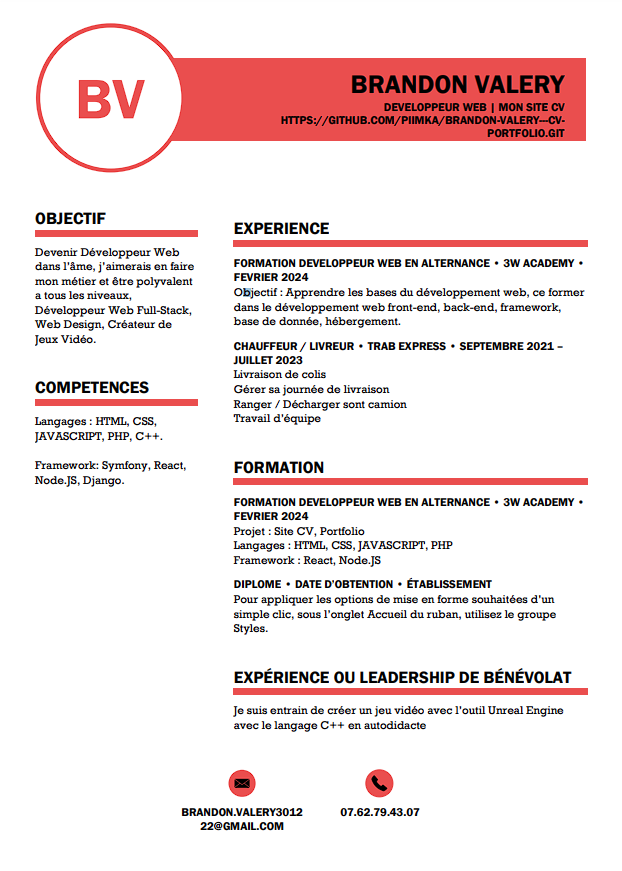 BV
BRANDON VALERY
DEVELOPPEUR WEB | MON SITE CV
HTTPS://GITHUB.COM/PIIMKA/BRANDON-VALERY---CV-
PORTFOLIO.GIT
OBJECTIF
Devenir Développeur Web
dans l'âme, j'aimerais en faire
mon métier et être polyvalent
a tous les niveaux,
Développeur Web Full-Stack,
Web Design, Créateur de
Jeux Vidéo.
COMPETENCES
Langages : HTML, CSS,
JAVASCRIPT, PHP, C++.
Framework: Symfony, React,
Node.JS, Django.
EXPERIENCE
FORMATION DEVELOPPEUR WEB EN ALTERNANCE • 3W ACADEMY •
FEVRIER 2024
Objectif : Apprendre les bases du développement web, ce former
dans le développement web front-end, back-end, framework,
base de donnée, hébergement.
CHAUFFEUR / LIVREUR • TRAB EXPRESS • SEPTEMBRE 2021 –
JUILLET 2023
Livraison de colis
Gérer sa journée de livraison
Ranger / Décharger sont camion
Travail d'équipe
FORMATION
FORMATION DEVELOPPEUR WEB EN ALTERNANCE • 3W ACADEMY •
FEVRIER 2024
Projet : Site CV, Portfolio
Langages : HTML, CSS, JAVASCRIPT, PHP
Framework : React, Node.JS
DIPLOME • DATE D'OBTENTION • ÉTABLISSEMENT
Pour appliquer les options de mise en forme souhaitées d'un
simple clic, sous l'onglet Accueil du ruban, utilisez le groupe
Styles.
EXPÉRIENCE OU LEADERSHIP DE BÉNÉVOLAT
Je suis entrain de créer un jeu vidéo avec l'outil Unreal Engine
avec le langage C++ en autodidacte
BRANDON.VALERY3012
22@GMAIL.COM
07.62.79.43.07